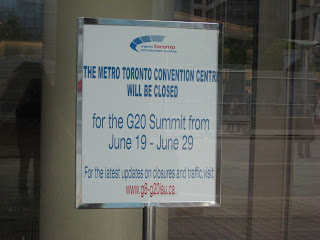 metro toronto
THE METRO TORONTO CONVENTION CENTRE
WILL BE CLOSED
for the G20 Summit from
June 19 - June 29
For the latest updates on closures and traffic, visit
www.g8-g20isu.ca